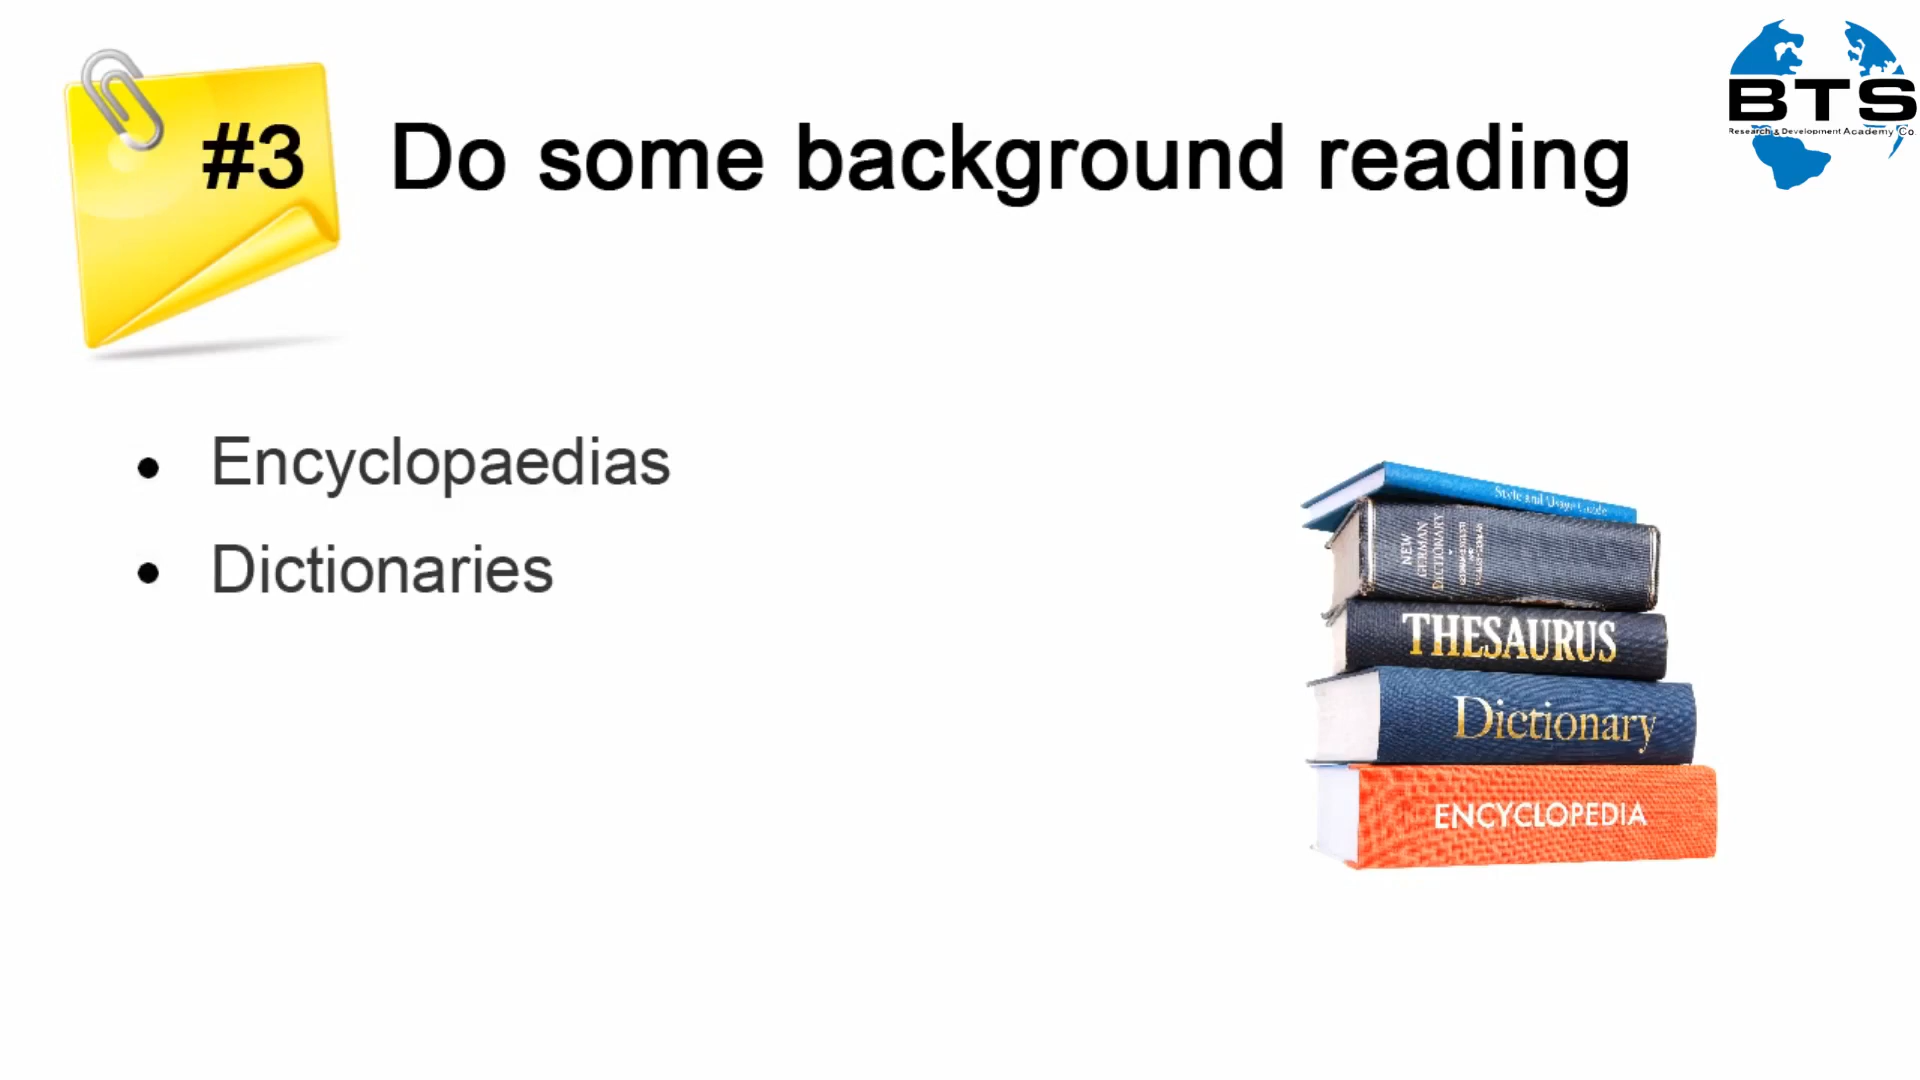 #3 Do some background reading
BTS
Research & Development Academy Co.
• Encyclopaedias
• Dictionaries
Style and Usage Guide
NEW
GERMAN
DICTIONARY
THESAURUS
Dictionary
ENCYCLOPEDIA